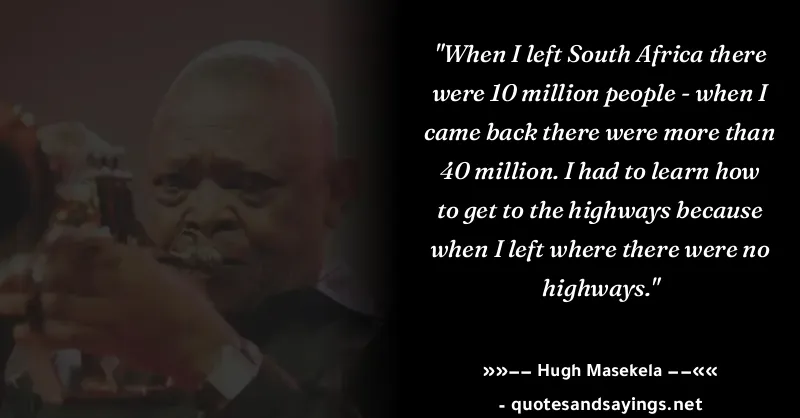 "When I left South Africa there
were 10 million people - when I
came back there were more than
40 million. I had to learn how
to get to the highways because
when I left where there were no
highways."
»»–– Hugh Masekela ––««
- quotesandsayings.net